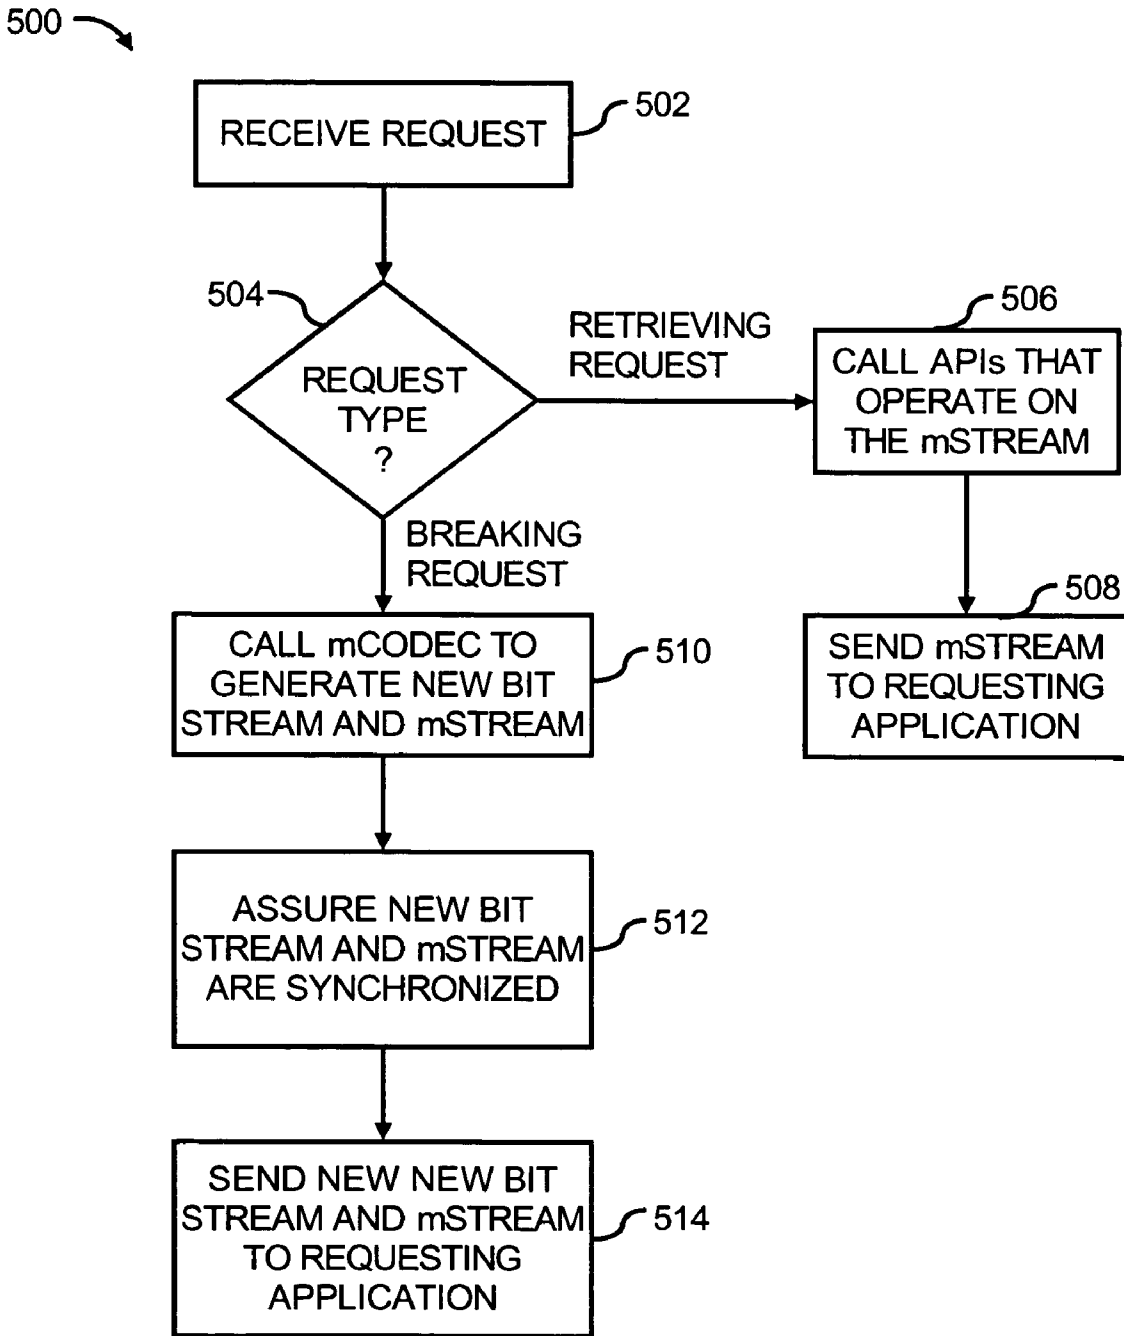 500
RECEIVE REQUEST
502
504
REQUEST
TYPE
?
RETRIEVING
REQUEST
506
CALL APIs THAT
OPERATE ON
THE mSTREAM
508
SEND mSTREAM
TO REQUESTING
APPLICATION
BREAKING
REQUEST
CALL mCODEC TO
GENERATE NEW BIT
STREAM AND mSTREAM
510
ASSURE NEW BIT
STREAM AND mSTREAM
ARE SYNCHRONIZED
512
SEND NEW NEW BIT
STREAM AND mSTREAM
TO REQUESTING
APPLICATION
514